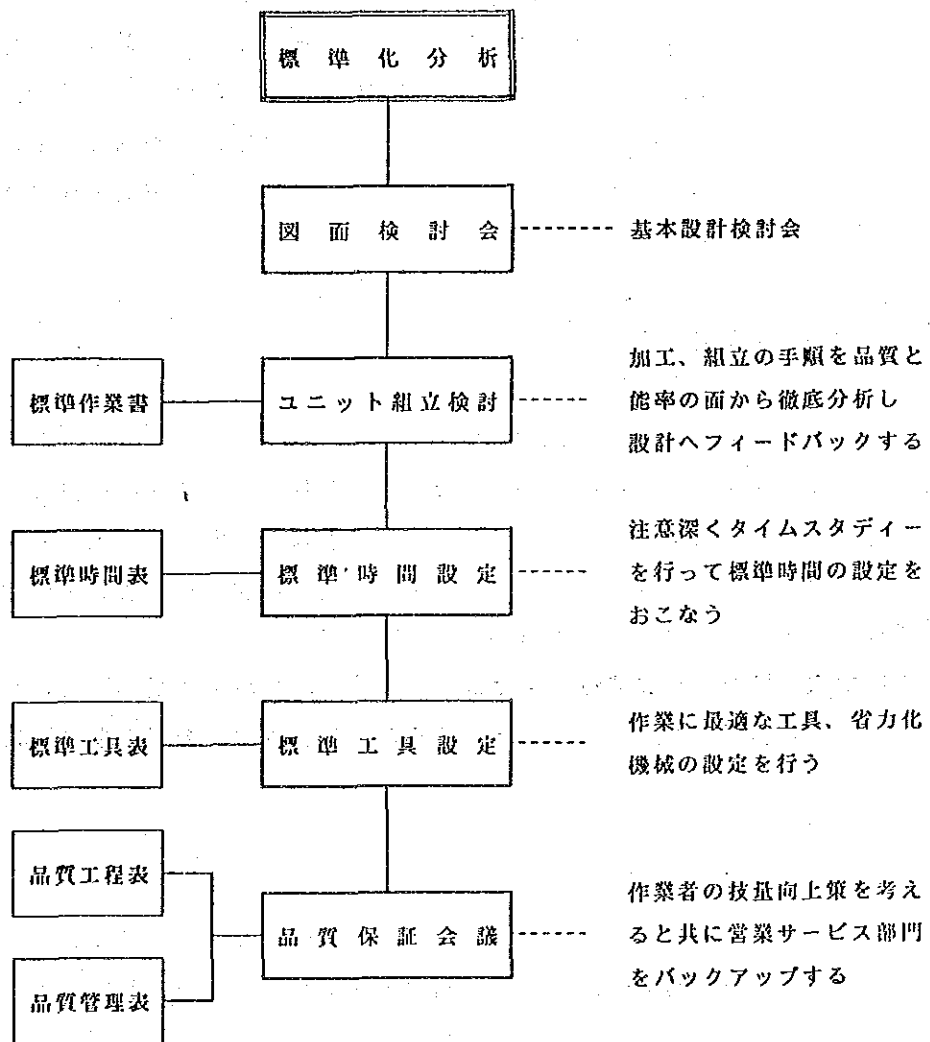 標準化分析
図面検討会
基本設計検討会
標準作業書
ユニット組立検討
加工、組立の手順を品質と
能率の面から徹底分析し
設計へフィードバックする
標準時間表
標準時間設定
注意深くタイムスタディー
を行って標準時間の設定を
おこなう
標準工具表
標準工具設定
作業に最適な工具、省力化
機械の設定を行う
品質工程表
品質保証会議
作業者の技量向上策を考え
ると共に営業サービス部門
をバックアップする
品質管理表